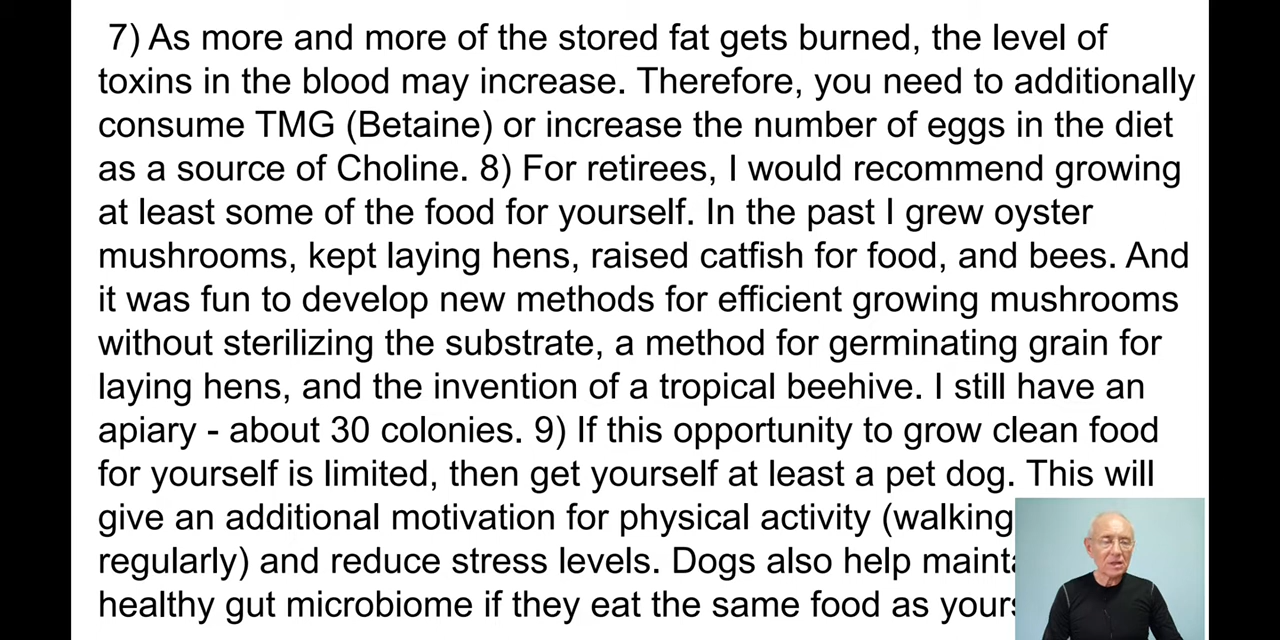 7) As more and more of the stored fat gets burned, the level of
toxins in the blood may increase. Therefore, you need to additionally
consume TMG (Betaine) or increase the number of eggs in the diet
as a source of Choline. 8) For retirees, I would recommend growing
at least some of the food for yourself. In the past I grew oyster
mushrooms, kept laying hens, raised catfish for food, and bees. And
it was fun to develop new methods for efficient growing mushrooms
without sterilizing the substrate, a method for germinating grain for
laying hens, and the invention of a tropical beehive. I still have an
apiary - about 30 colonies. 9) If this opportunity to grow clean food
for yourself is limited, then get yourself at least a pet dog. This will
give an additional motivation for physical activity (walking
regularly) and reduce stress levels. Dogs also help
healthy gut microbiome if they eat the same food as